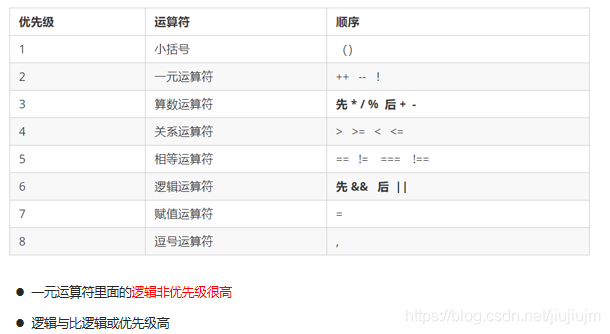 优先级 运算符 顺序
1 小括号 ()
2 一元运算符 ++ -- !
3 算数运算符 先 * / % 后 + -
4 关系运算符 > >= < <=
5 相等运算符 == != === !==
6 逻辑运算符 先 && 后 ||
7 赋值运算符 =
8 逗号运算符 ,
● 一元运算符里面的逻辑非优先级很高
● 逻辑与比逻辑或优先级高
https://blog.csdn.net/jiujiujm